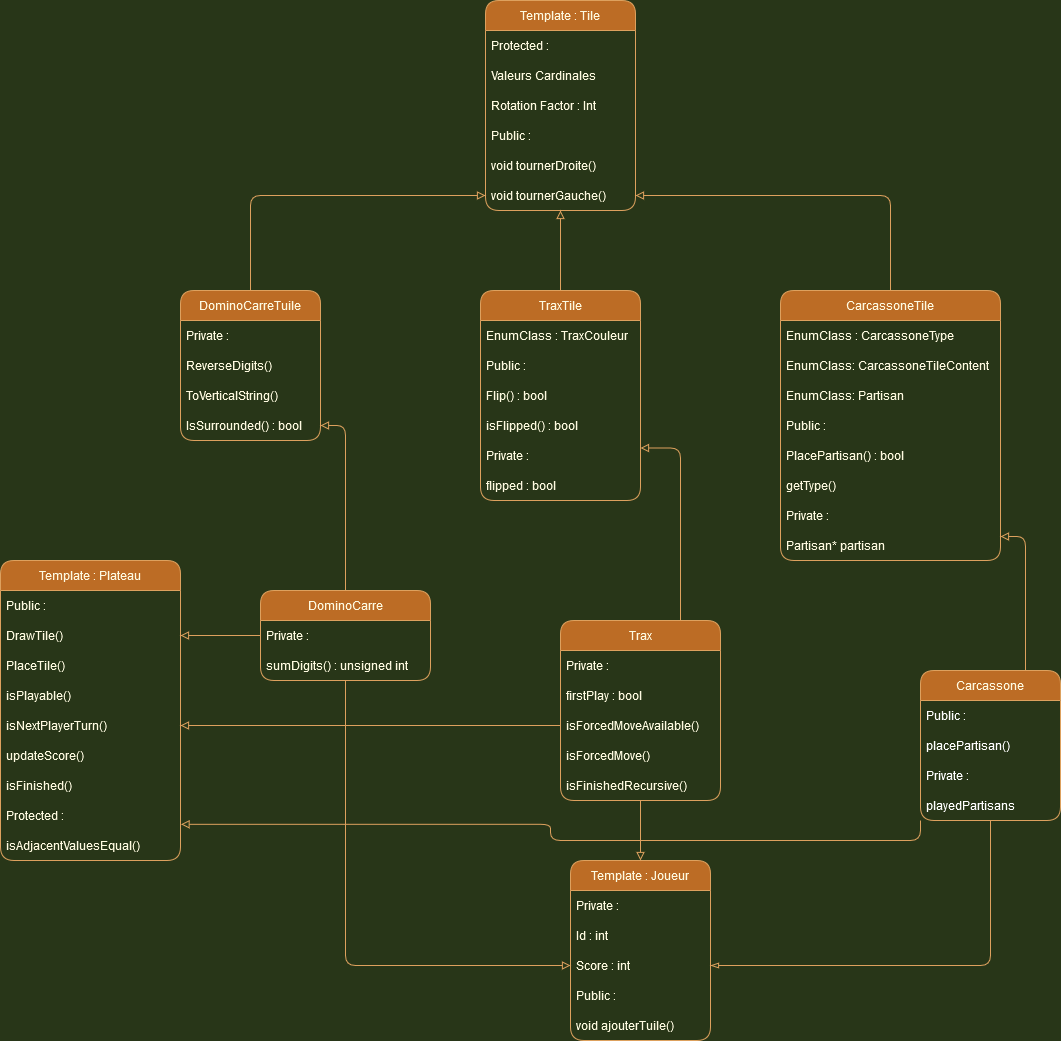 Template : Tile
Protected :
Valeurs Cardinales
Rotation Factor : Int
Public :
void tournerDroite()
void tournerGauche()
DominoCarreTuile
Private :
ReverseDigits()
ToVerticalString()
IsSurrounded() : bool
TraxTile
EnumClass : TraxCouleur
Public :
Flip() : bool
isFlipped() : bool
Private :
flipped : bool
CarcassoneTile
EnumClass : CarcassoneType
EnumClass: CarcassoneTileContent
EnumClass: Partisan
Public :
PlacePartisan() : bool
getType()
Private :
Partisan* partisan
Template : Plateau
Public :
DrawTile()
PlaceTile()
isPlayable()
isNextPlayerTurn()
updateScore()
isFinished()
Protected :
isAdjacentValuesEqual()
DominoCarre
Private :
sumDigits() : unsigned int
Trax
Private :
firstPlay : bool
isForcedMoveAvailable()
isForcedMove()
isFinishedRecursive()
Carcassone
Public :
placePartisan()
Private :
playedPartisans
Template : Joueur
Private :
Id : int
Score : int
Public :
void ajouterTuile()